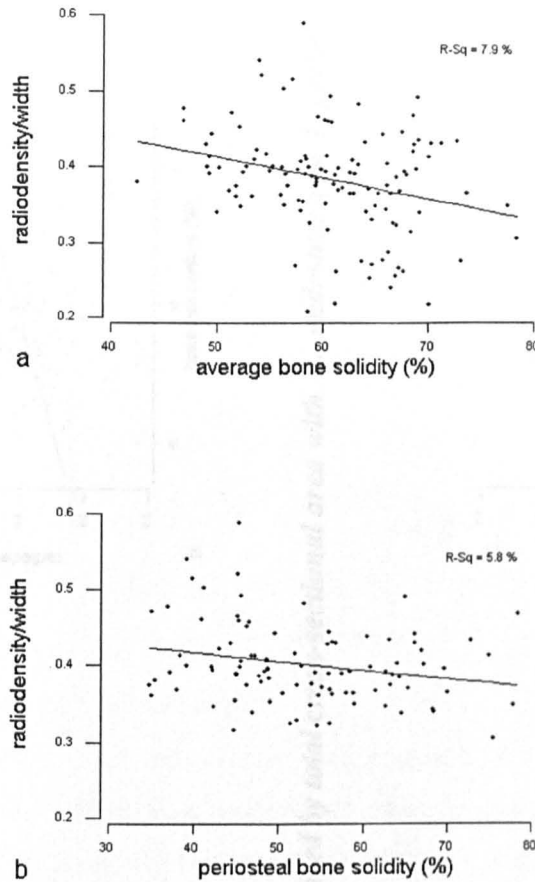 0.6
R-Sq = 7.9 %
0.5
0.4
0.3
0.2
radiodensity/width
40 50 60 70 80
a
average bone solidity (%)
0.6
R-Sq = 5.8 %
0.5
0.4
0.3
0.2
radiodensity/width
30 40 50 60 70 80
b
periosteal bone solidity (%)